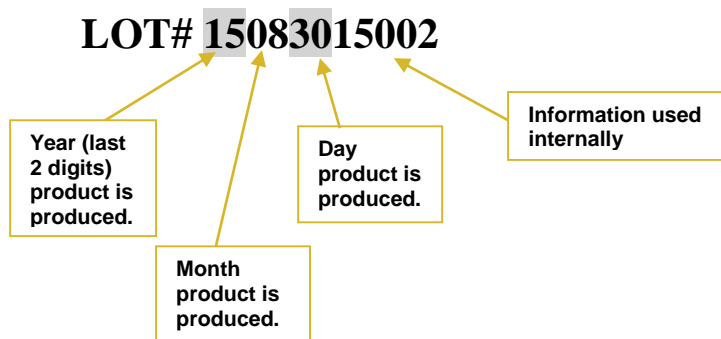 LOT# 15083015002
Year (last
2 digits)
product is
produced.
Month
product is
produced.
Day
product is
produced.
Information used
internally